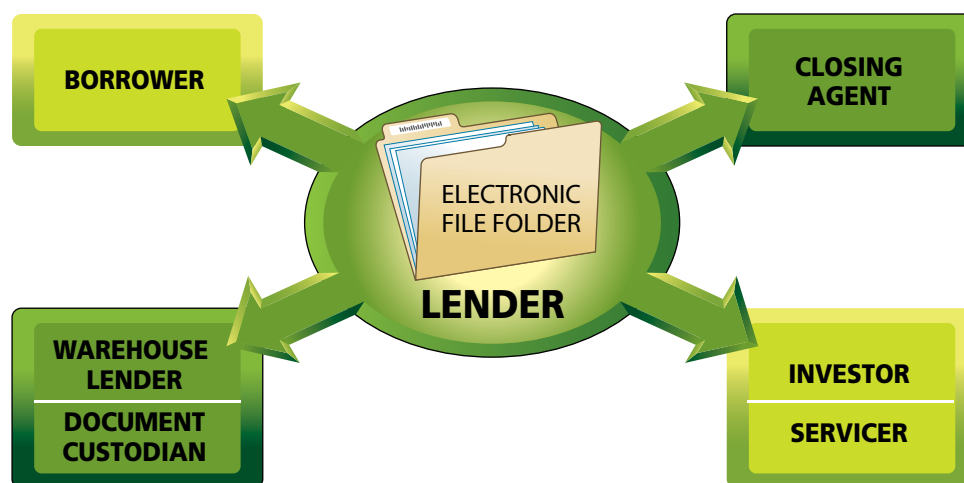 BORROWER
CLOSING
AGENT
ELECTRONIC
FILE FOLDER
LENDER
WAREHOUSE
LENDER
DOCUMENT
CUSTODIAN
INVESTOR
SERVICER